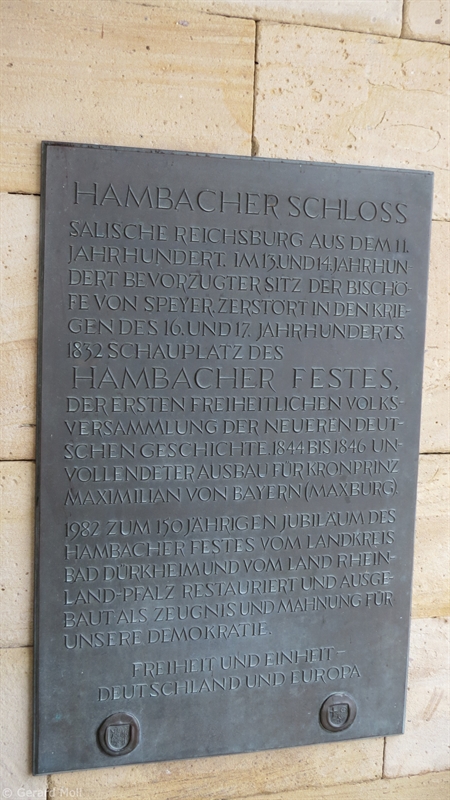 HAMBACHER SCHLOSS
SALISCHE REICHSBURG AUS DEM 11.
JAHRHUNDERT. IM 13. UND 14. JAHRHUN-
DERT BEVORZUGTER SITZ DER BISCHÖ-
FE VON SPEYER. ZERSTÖRT IN DEN KRIE-
GEN DES 16. UND 17. JAHRHUNDERTS.
1832 SCHAUPLATZ DES
HAMBACHER FESTES,
DER ERSTEN FREIHEITLICHEN VOLKS-
VERSAMMLUNG DER NEUEREN DEUT-
SCHEN GESCHICHTE. 1844 BIS 1846 UN-
VOLLENDETER AUSBAU FÜR KRONPRINZ
MAXIMILIAN VON BAYERN (MAXBURG).
1982 ZUM 150 JÄHRIGEN JUBILÄUM DES
HAMBACHER FESTES VOM LANDKREIS
BAD DÜRKHEIM UND VOM LAND RHEIN-
LAND-PFALZ RESTAURIERT UND AUSGE-
BAUT ALS ZEUGNIS UND MAHNUNG FÜR
UNSERE DEMOKRATIE.
FREIHEIT UND EINHEIT –
DEUTSCHLAND UND EUROPA
© Gerard Moll